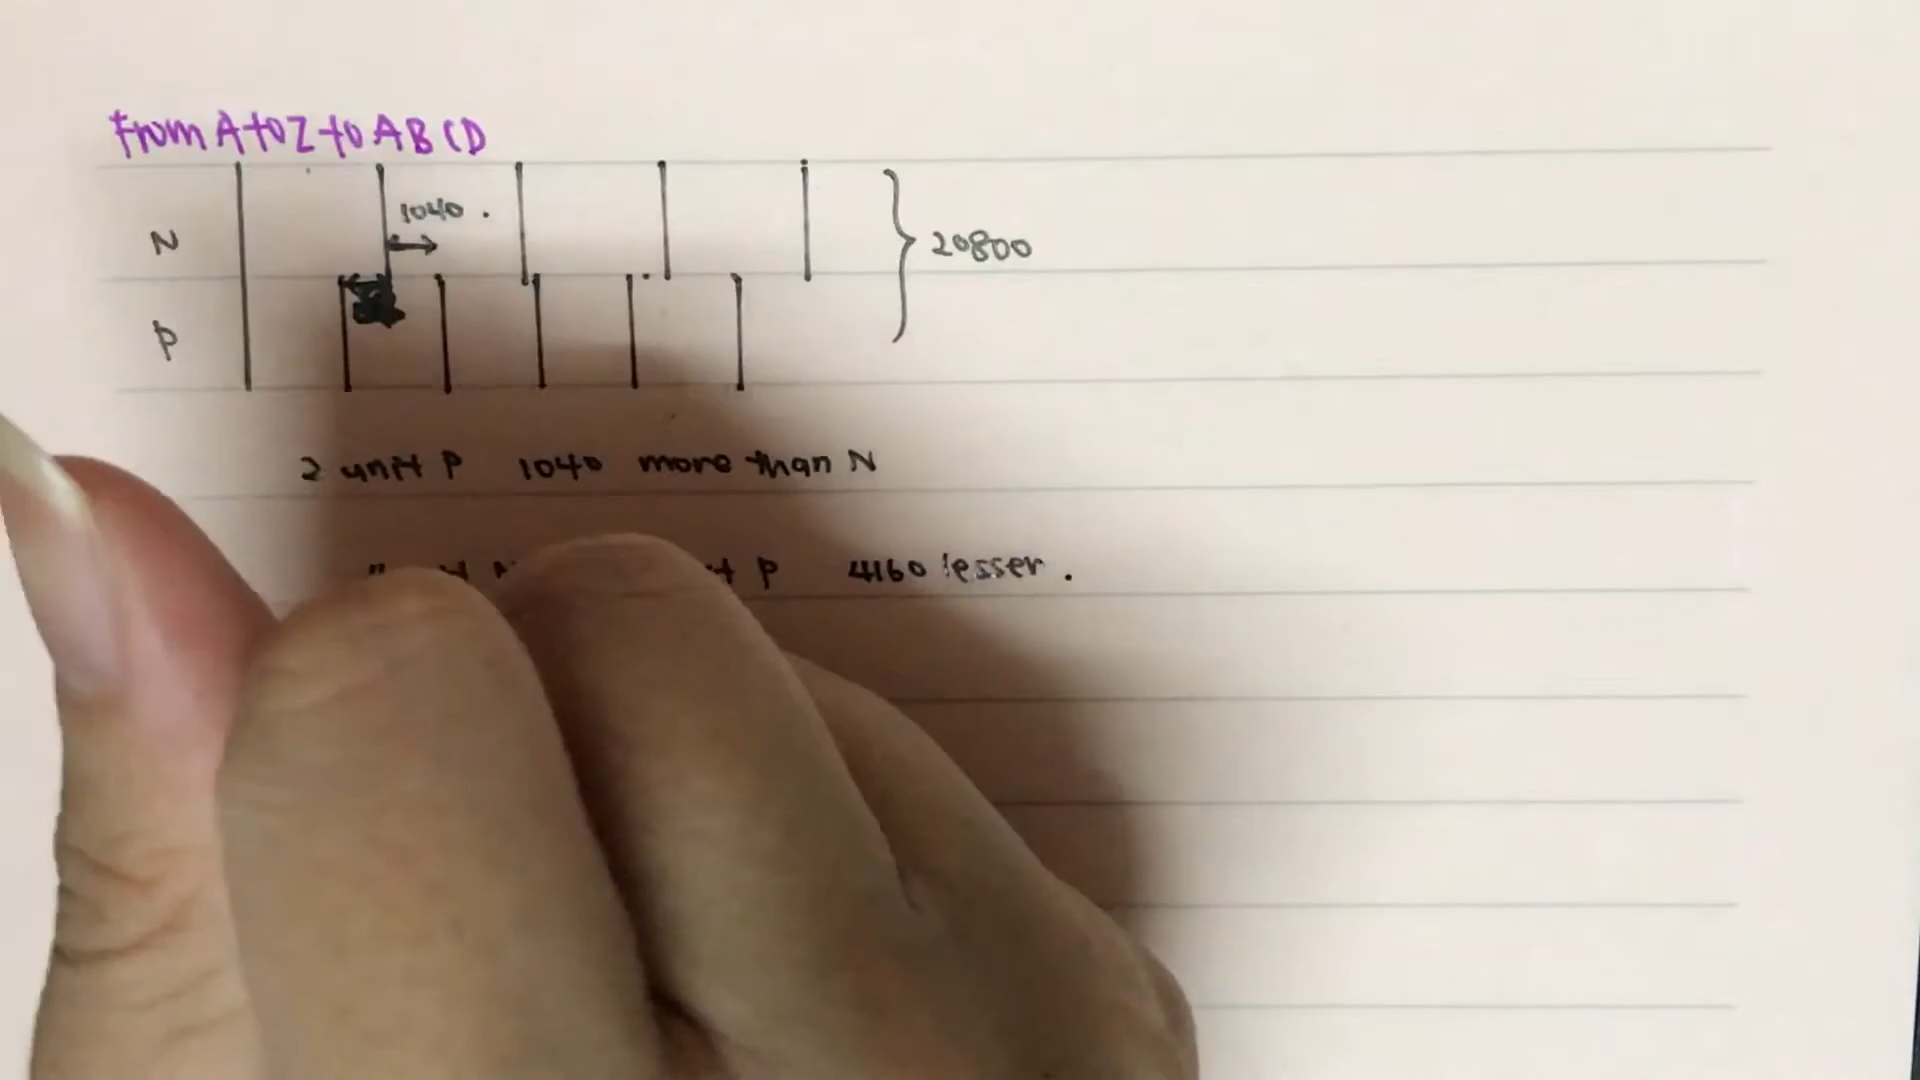 From A to Z to ABCD
1040 .
N
20800
P
2 unit P 1040 more than N
P 4160 lesser .